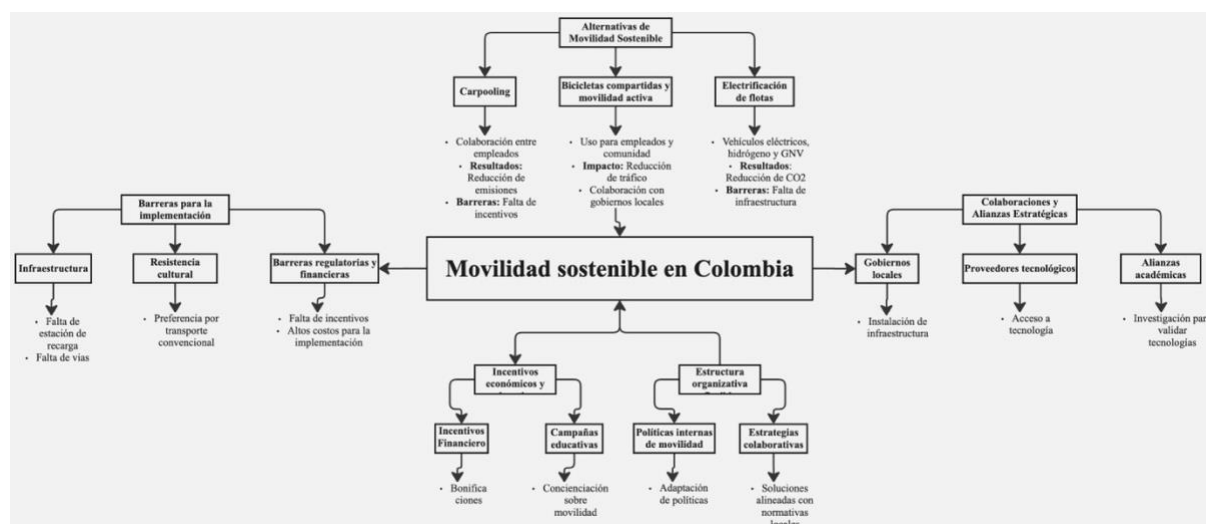 Alternativas de
Movilidad Sostenible
Carpooling
Bicicletas compartidas y
movilidad activa
Electrificación
de flotas
• Colaboración entre
empleados
• Resultados:
Reducción de
emisiones
• Barreras: Falta de
incentivos
• Uso para empleados y
comunidad
• Impacto: Reducción
de tráfico
• Colaboración con
gobiernos locales
• Vehículos eléctricos,
hidrógeno y GNV
• Resultados:
Reducción de CO2
• Barreras: Falta de
infraestructura
Barreras para la
implementación
Infraestructura
Resistencia
cultural
Barreras regulatorias y
financieras
• Falta de
estación de
recarga
• Falta de vias
• Preferencia por
transporte
convencional
• Falta de incentivos
• Altos costos para la
implementación
Movilidad sostenible en Colombia
Colaboraciones y
Alianzas Estratégicas
Gobiernos
locales
Proveedores tecnológicos
Alianzas
académicas
• Instalación de
infraestructura
• Acceso a
tecnología
• Investigación par
validar
tecnologías
Incentivos
económicos y
Estructura
organizativa
Incentivos
Financiero
Campañas
educativas
Políticas internas
de movilidad
Estrategias
colaborativas
• Bonifica
ciones
• Concienciación
sobre
movilidad
• Adaptación
de políticas
• Soluciones
alineadas con
normativas
locales